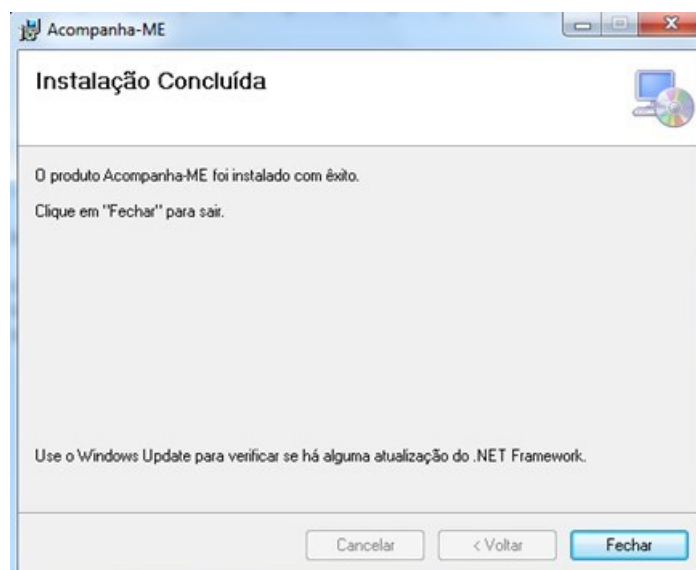 Acompanha-ME
Instalação Concluída
O produto Acompanha-ME foi instalado com êxito.
Clique em "Fechar" para sair.
Use o Windows Update para verificar se há alguma atualização do .NET Framework.
Cancelar < Voltar Fechar